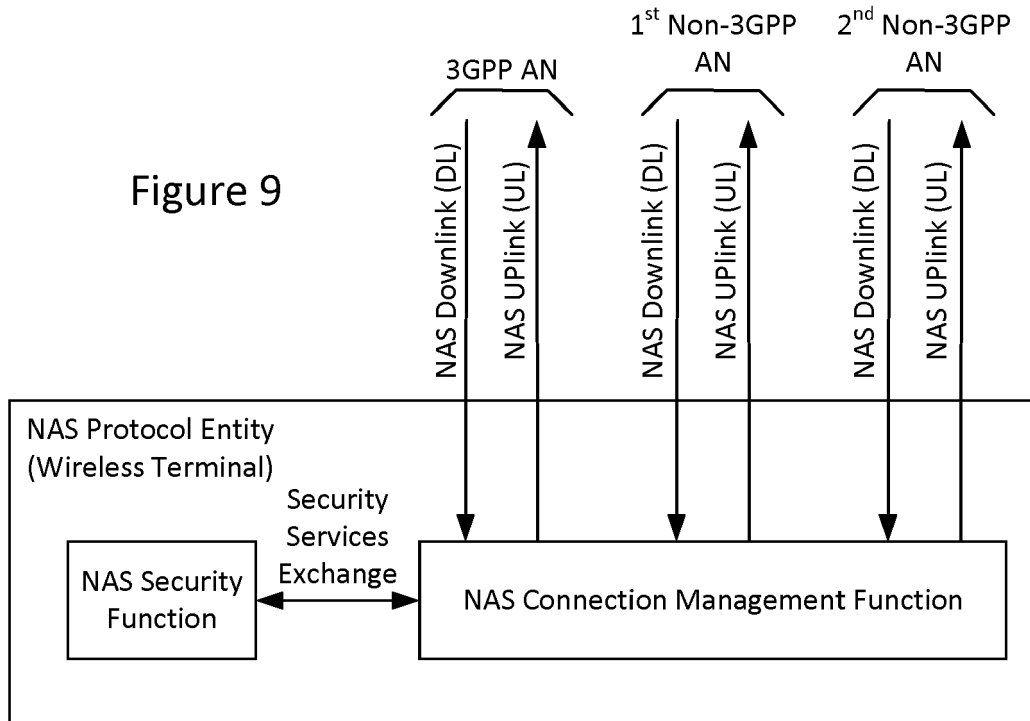 1st Non-3GPP
AN
2nd Non-3GPP
AN
3GPP AN
Figure 9
NAS Downlink (DL)
NAS UPlink (UL)
NAS Downlink (DL)
NAS UPlink (UL)
NAS Downlink (DL)
NAS UPlink (UL)
NAS Protocol Entity
(Wireless Terminal)
Security
Services
Exchange
NAS Security
Function
NAS Connection Management Function